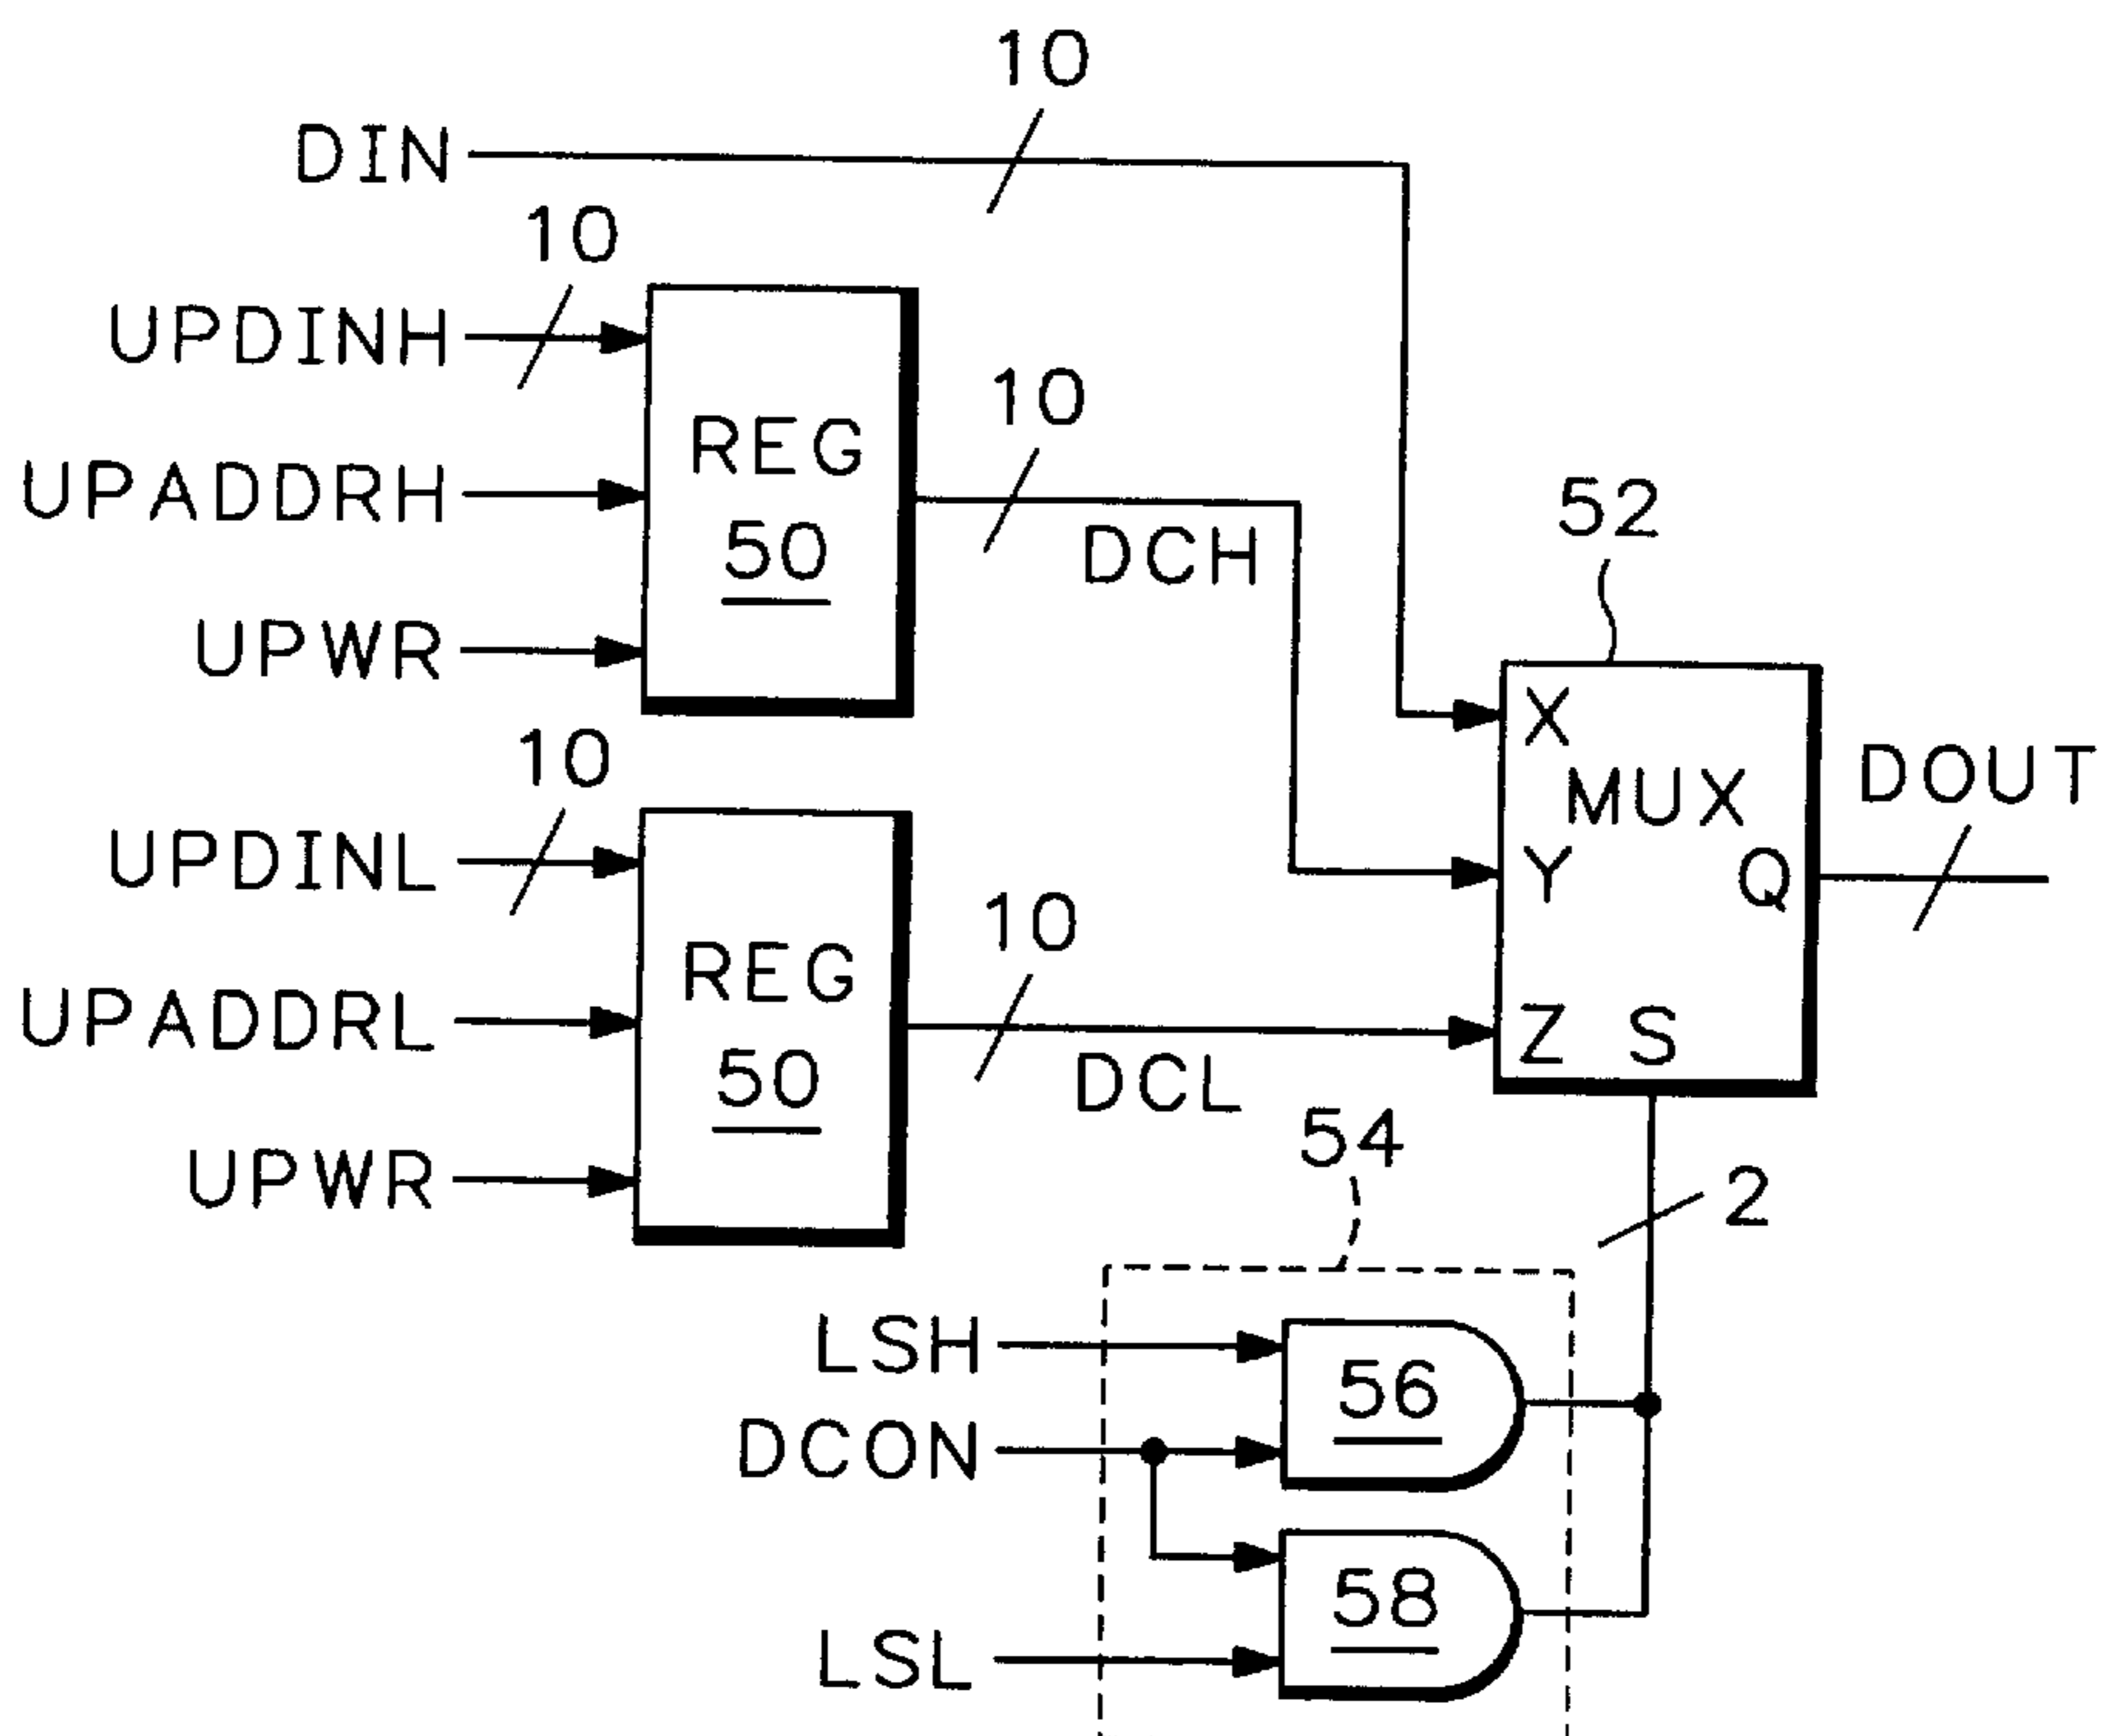 10
DIN
10
UPDINH
10
REG
UPADDRH
50
DCH
52
UPWR
X
10
MUX
DOUT
UPDINL
Y
Q
10
REG
UPADDRL
Z S
50
DCL
54
UPWR
2
LSH
56
DCON
58
LSL